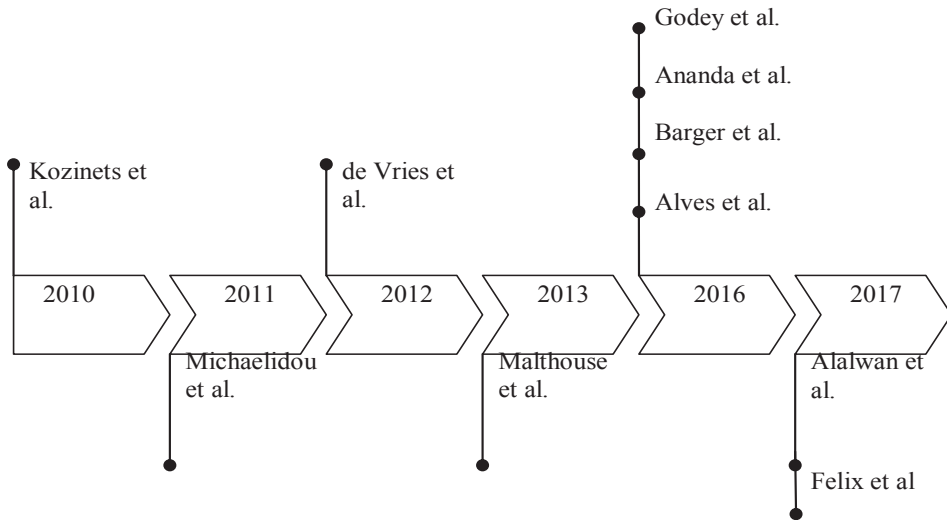 Godey et al.
Ananda et al.
Barger et al.
Alves et al.
Kozinets et
al.
de Vries et
al.
2010
2011
2012
2013
2016
2017
Michaelidou
et al.
Malthouse
et al.
Alalwan et
al.
Felix et al